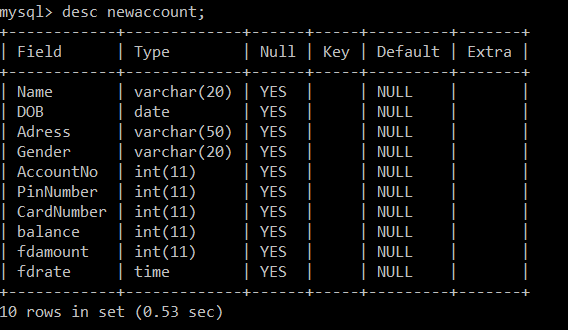 mysql> desc newaccount;
+------------+-------------+------+-----+---------+-------+
| Field      | Type        | Null | Key | Default | Extra |
+------------+-------------+------+-----+---------+-------+
| Name       | varchar(20) | YES  |     | NULL    |       |
| DOB        | date        | YES  |     | NULL    |       |
| Adress     | varchar(50) | YES  |     | NULL    |       |
| Gender     | varchar(20) | YES  |     | NULL    |       |
| AccountNo  | int(11)     | YES  |     | NULL    |       |
| PinNumber  | int(11)     | YES  |     | NULL    |       |
| CardNumber | int(11)     | YES  |     | NULL    |       |
| balance    | int(11)     | YES  |     | NULL    |       |
| fdamount   | int(11)     | YES  |     | NULL    |       |
| fdrate     | time        | YES  |     | NULL    |       |
+------------+-------------+------+-----+---------+-------+
10 rows in set (0.53 sec)